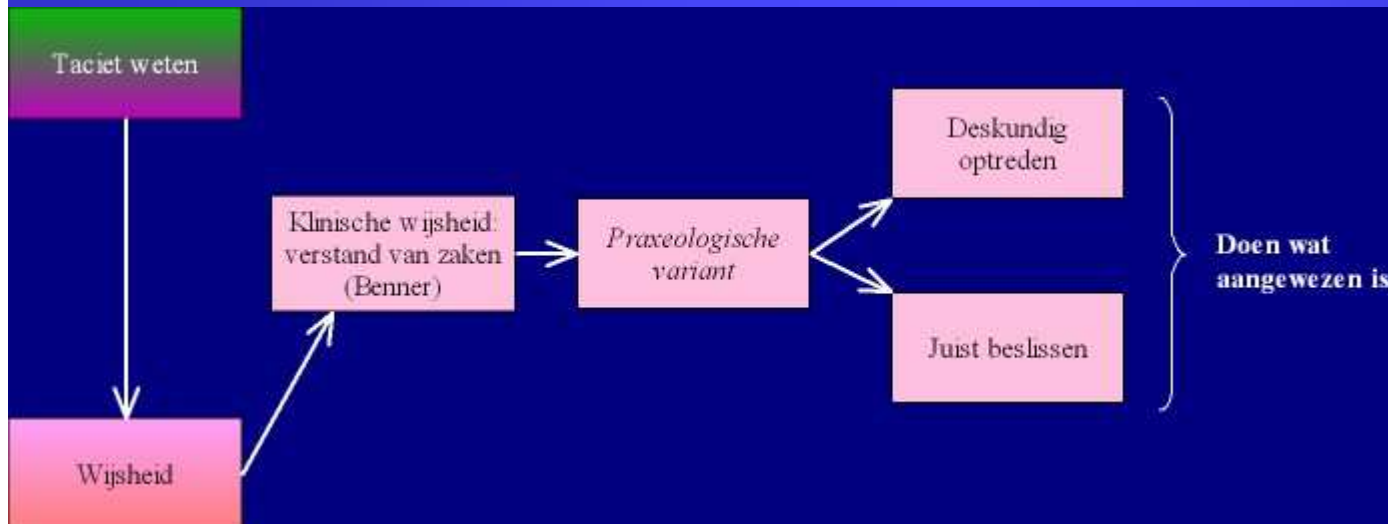 Taciet weten
Deskundig
optreden
Klinische wijsheid:
verstand van zaken
(Benner)
Praxeologische
variant
Doen wat
aangewezen is
Juist beslissen
Wijsheid